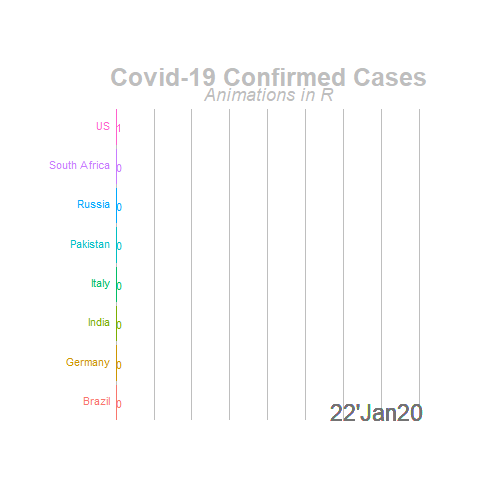 Covid-19 Confirmed Cases
Animations in R
US 1
South Africa 0
Russia 0
Pakistan 0
Italy 0
India 0
Germany 0
Brazil 0
22'Jan20